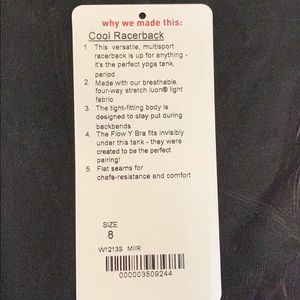 why we made this:
Cool Racerback
1. This versatile, multisport
racerback is up for anything -
it's the perfect yoga tank,
period
2. Made with our breathable,
four-way stretch luon® light
fabric
3. The tight-fitting body is
designed to stay put during
backbends
4. The Flow Y Bra fits invisibly
under this tank - they were
created to be the perfect
pairing!
5. Flat seams for
chafe-resistance and comfort
SIZE
8
W1213S MIIR
000003509244